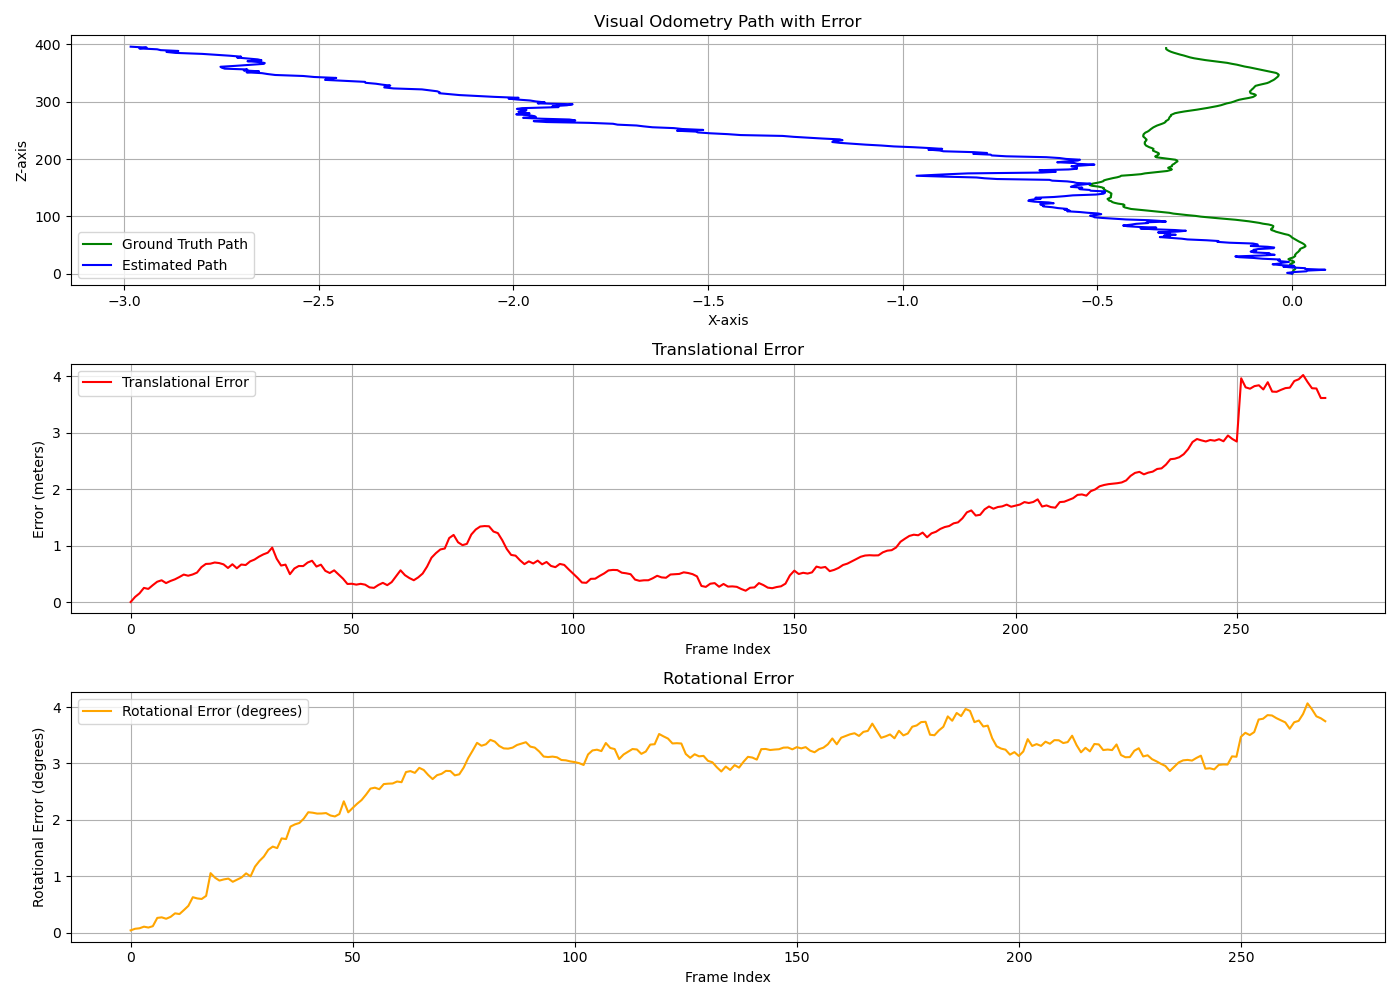 Visual Odometry Path with Error
400
300
200
100
0
Z-axis
Ground Truth Path
Estimated Path
−3.0 −2.5 −2.0 −1.5 −1.0 −0.5 0.0
X-axis
Translational Error
4
3
2
1
0
Error (meters)
Translational Error
0 50 100 150 200 250
Frame Index
Rotational Error
4
3
2
1
0
Rotational Error (degrees)
Rotational Error (degrees)
0 50 100 150 200 250
Frame Index